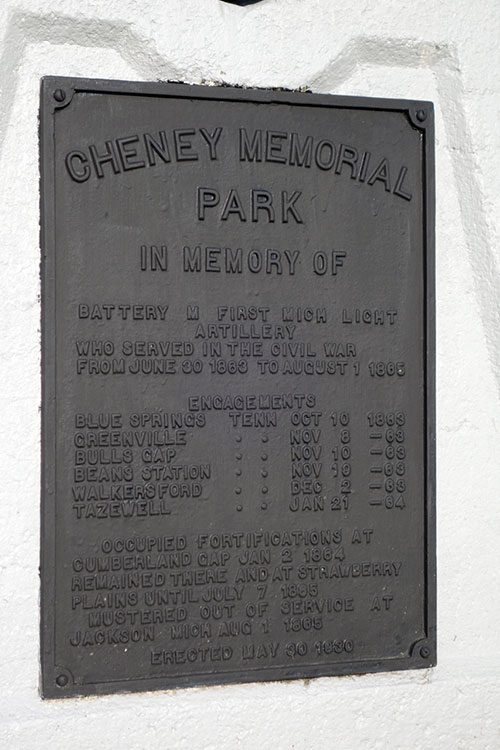 CHENEY MEMORIAL
PARK
IN MEMORY OF
BATTERY M FIRST MICH LIGHT
ARTILLERY
WHO SERVED IN THE CIVIL WAR
FROM JUNE 30 1863 TO AUGUST 1 1865
ENGAGEMENTS
BLUE SPRINGS TENN OCT 10 1863
GREENVILLE . . NOV 8 -63
BULLS GAP . . NOV 10 -63
BEANS STATION . . NOV 19 -63
WALKERSFORD . . DEC 2 -63
TAZEWELL . . JAN 21 -64
OCCUPIED FORTIFICATIONS AT
CUMBERLAND GAP JAN 2 1864
REMAINED THERE AND AT STRAWBERRY
PLAINS UNTIL JULY 7 1865
MUSTERED OUT OF SERVICE AT
JACKSON MICH AUG 1 1865
ERECTED MAY 30 1930